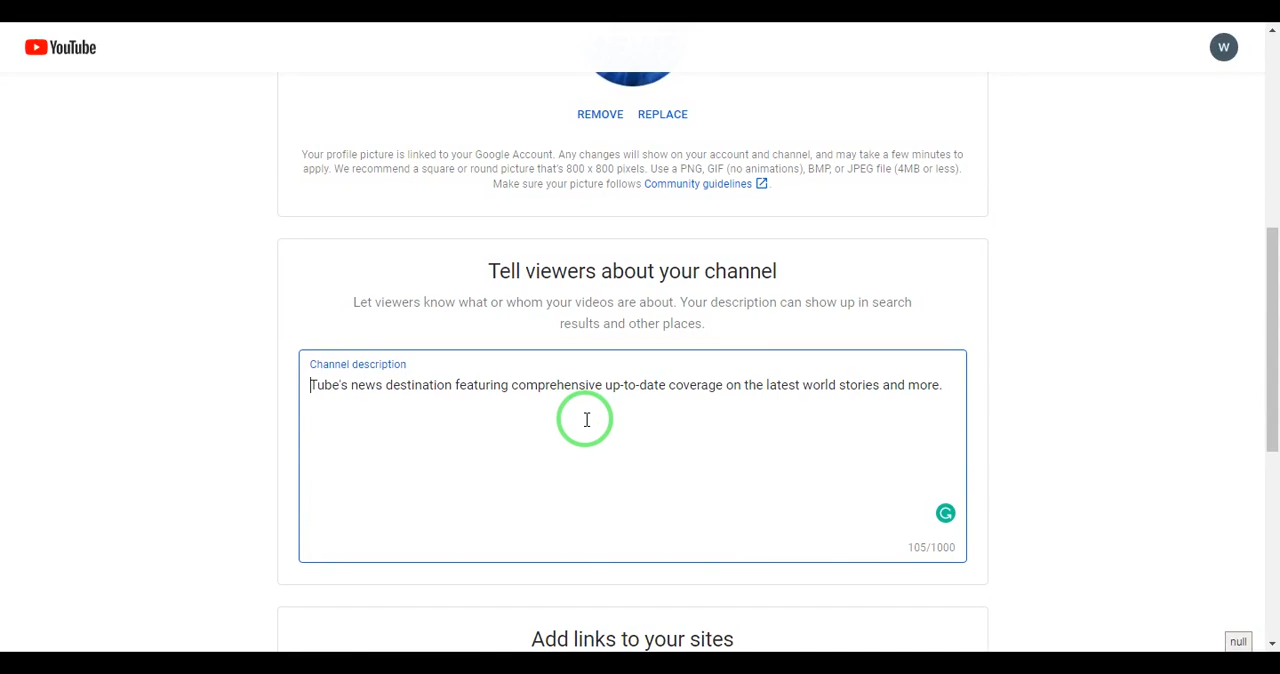 YouTube
W
REMOVE REPLACE
Your profile picture is linked to your Google Account. Any changes will show on your account and channel, and may take a few minutes to
apply. We recommend a square or round picture that's 800 x 800 pixels. Use a PNG, GIF (no animations), BMP, or JPEG file (4MB or less).
Make sure your picture follows Community guidelines.
Tell viewers about your channel
Let viewers know what or whom your videos are about. Your description can show up in search
results and other places.
Channel description
Tube's news destination featuring comprehensive up-to-date coverage on the latest world stories and more.
105/1000
Add links to your sites
null